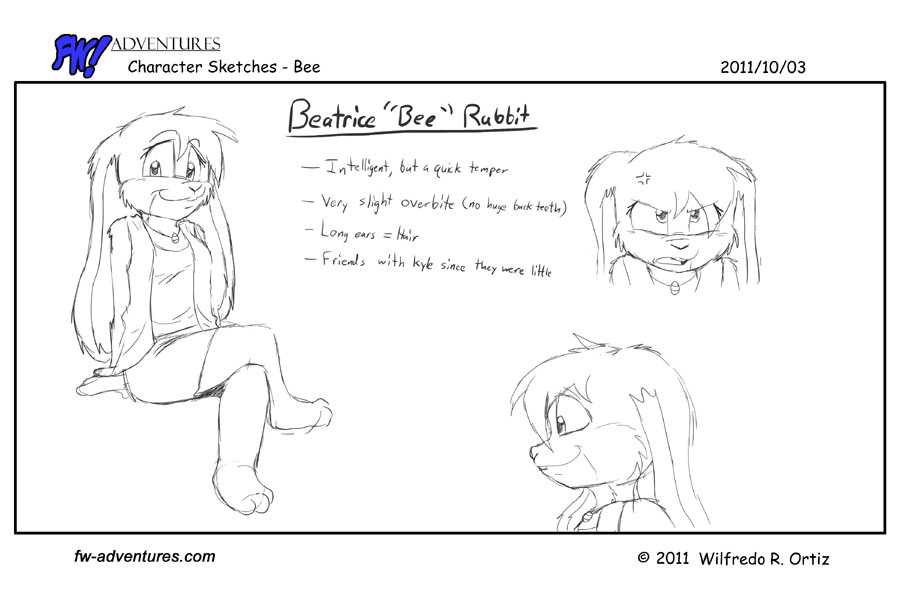 FW! ADVENTURES
Character Sketches - Bee
2011/10/03
Beatrice "Bee" Rabbit
— Intelligent, but a quick temper
— Very slight overbite (no huge buck teeth)
— Long ears = Hair
— Friends with Kyle since they were little
fw-adventures.com
© 2011 Wilfredo R. Ortiz